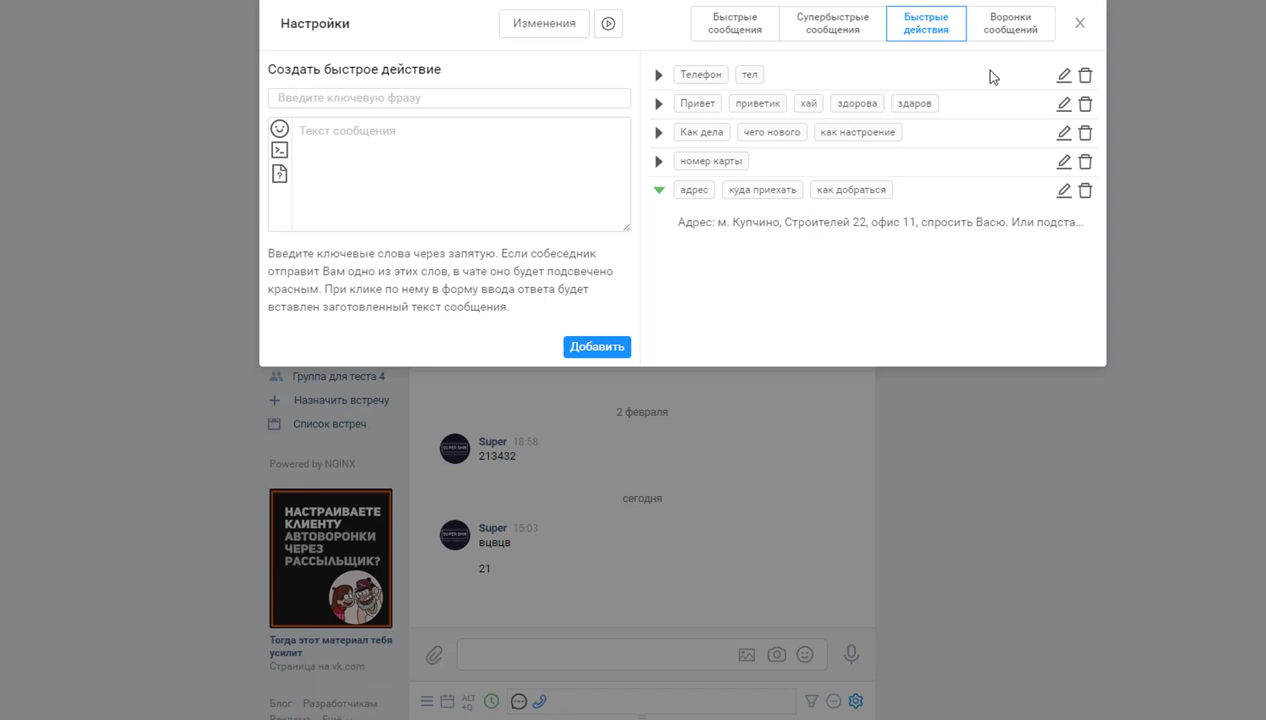 Настройки
Изменения
Быстрые
сообщения
Супербыстрые
сообщения
Быстрые
действия
Воронки
сообщений
Создать быстрое действие
Введите ключевую фразу
Текст сообщения
Введите ключевые слова через запятую. Если собеседник
отправит Вам одно из этих слов, в чате оно будет подсвечено
красным. При клике по нему в форму ввода ответа будет
вставлен заготовленный текст сообщения.
Добавить
Телефон тел
Привет приветик хай здорова здаров
Как дела чего нового как настроение
номер карты
адрес куда приехать как добраться
Адрес: м. Купчино, Строителей 22, офис 11, спросить Васю. Или подста...
Группа для теста 4
Назначить встречу
Список встреч
Powered by NGINX
НАСТРАИВАЕТЕ
КЛИЕНТУ
АВТОВОРОНКИ
ЧЕРЕЗ
РАССЫЛЬЩИК?
Тогда этот материал тебя
усилит
Страница на vk.com
Блог Разработчикам
Реклама Ещё
2 февраля
Super 18:58
213432
сегодня
Super 15:03
вцвцв
21
ALT
+Q